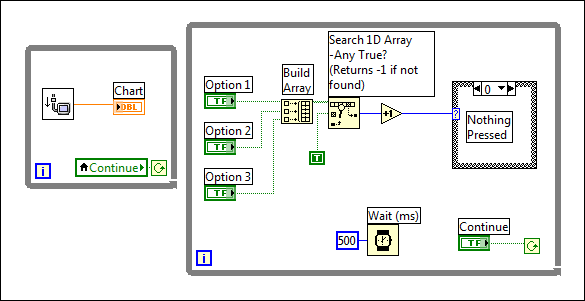 Chart
DBL
Continue
i
Option 1
TF
Option 2
TF
Option 3
TF
Build
Array
Search 1D Array
-Any True?
(Returns -1 if not
found)
T
+1
0
?
Nothing
Pressed
Wait (ms)
500
Continue
TF
i